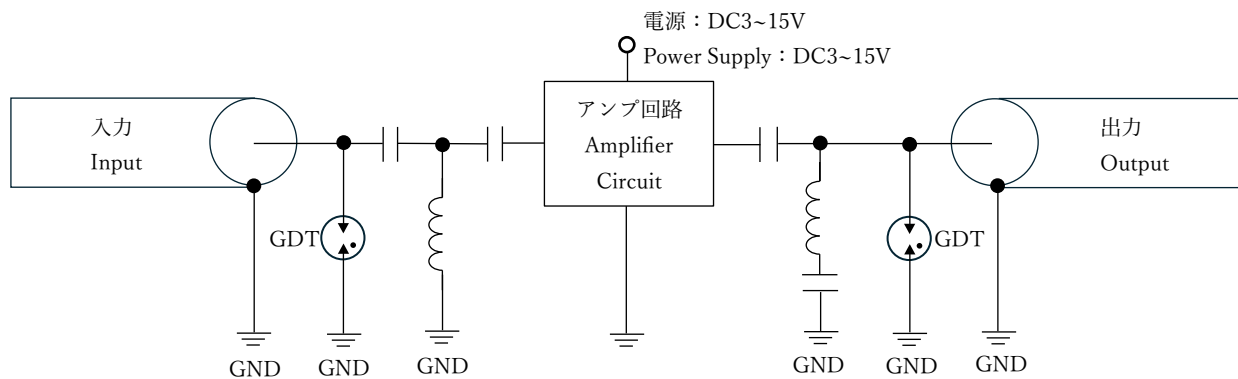 電源：DC3~15V
Power Supply：DC3~15V
入力
Input
アンプ回路
Amplifier
Circuit
出力
Output
GDT
GDT
GND
GND
GND
GND
GND
GND